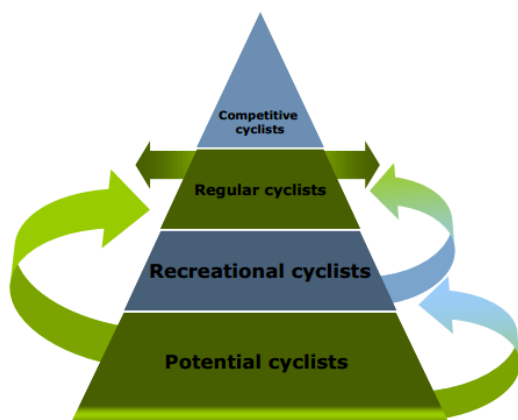 Competitive
cyclists
Regular cyclists
Recreational cyclists
Potential cyclists